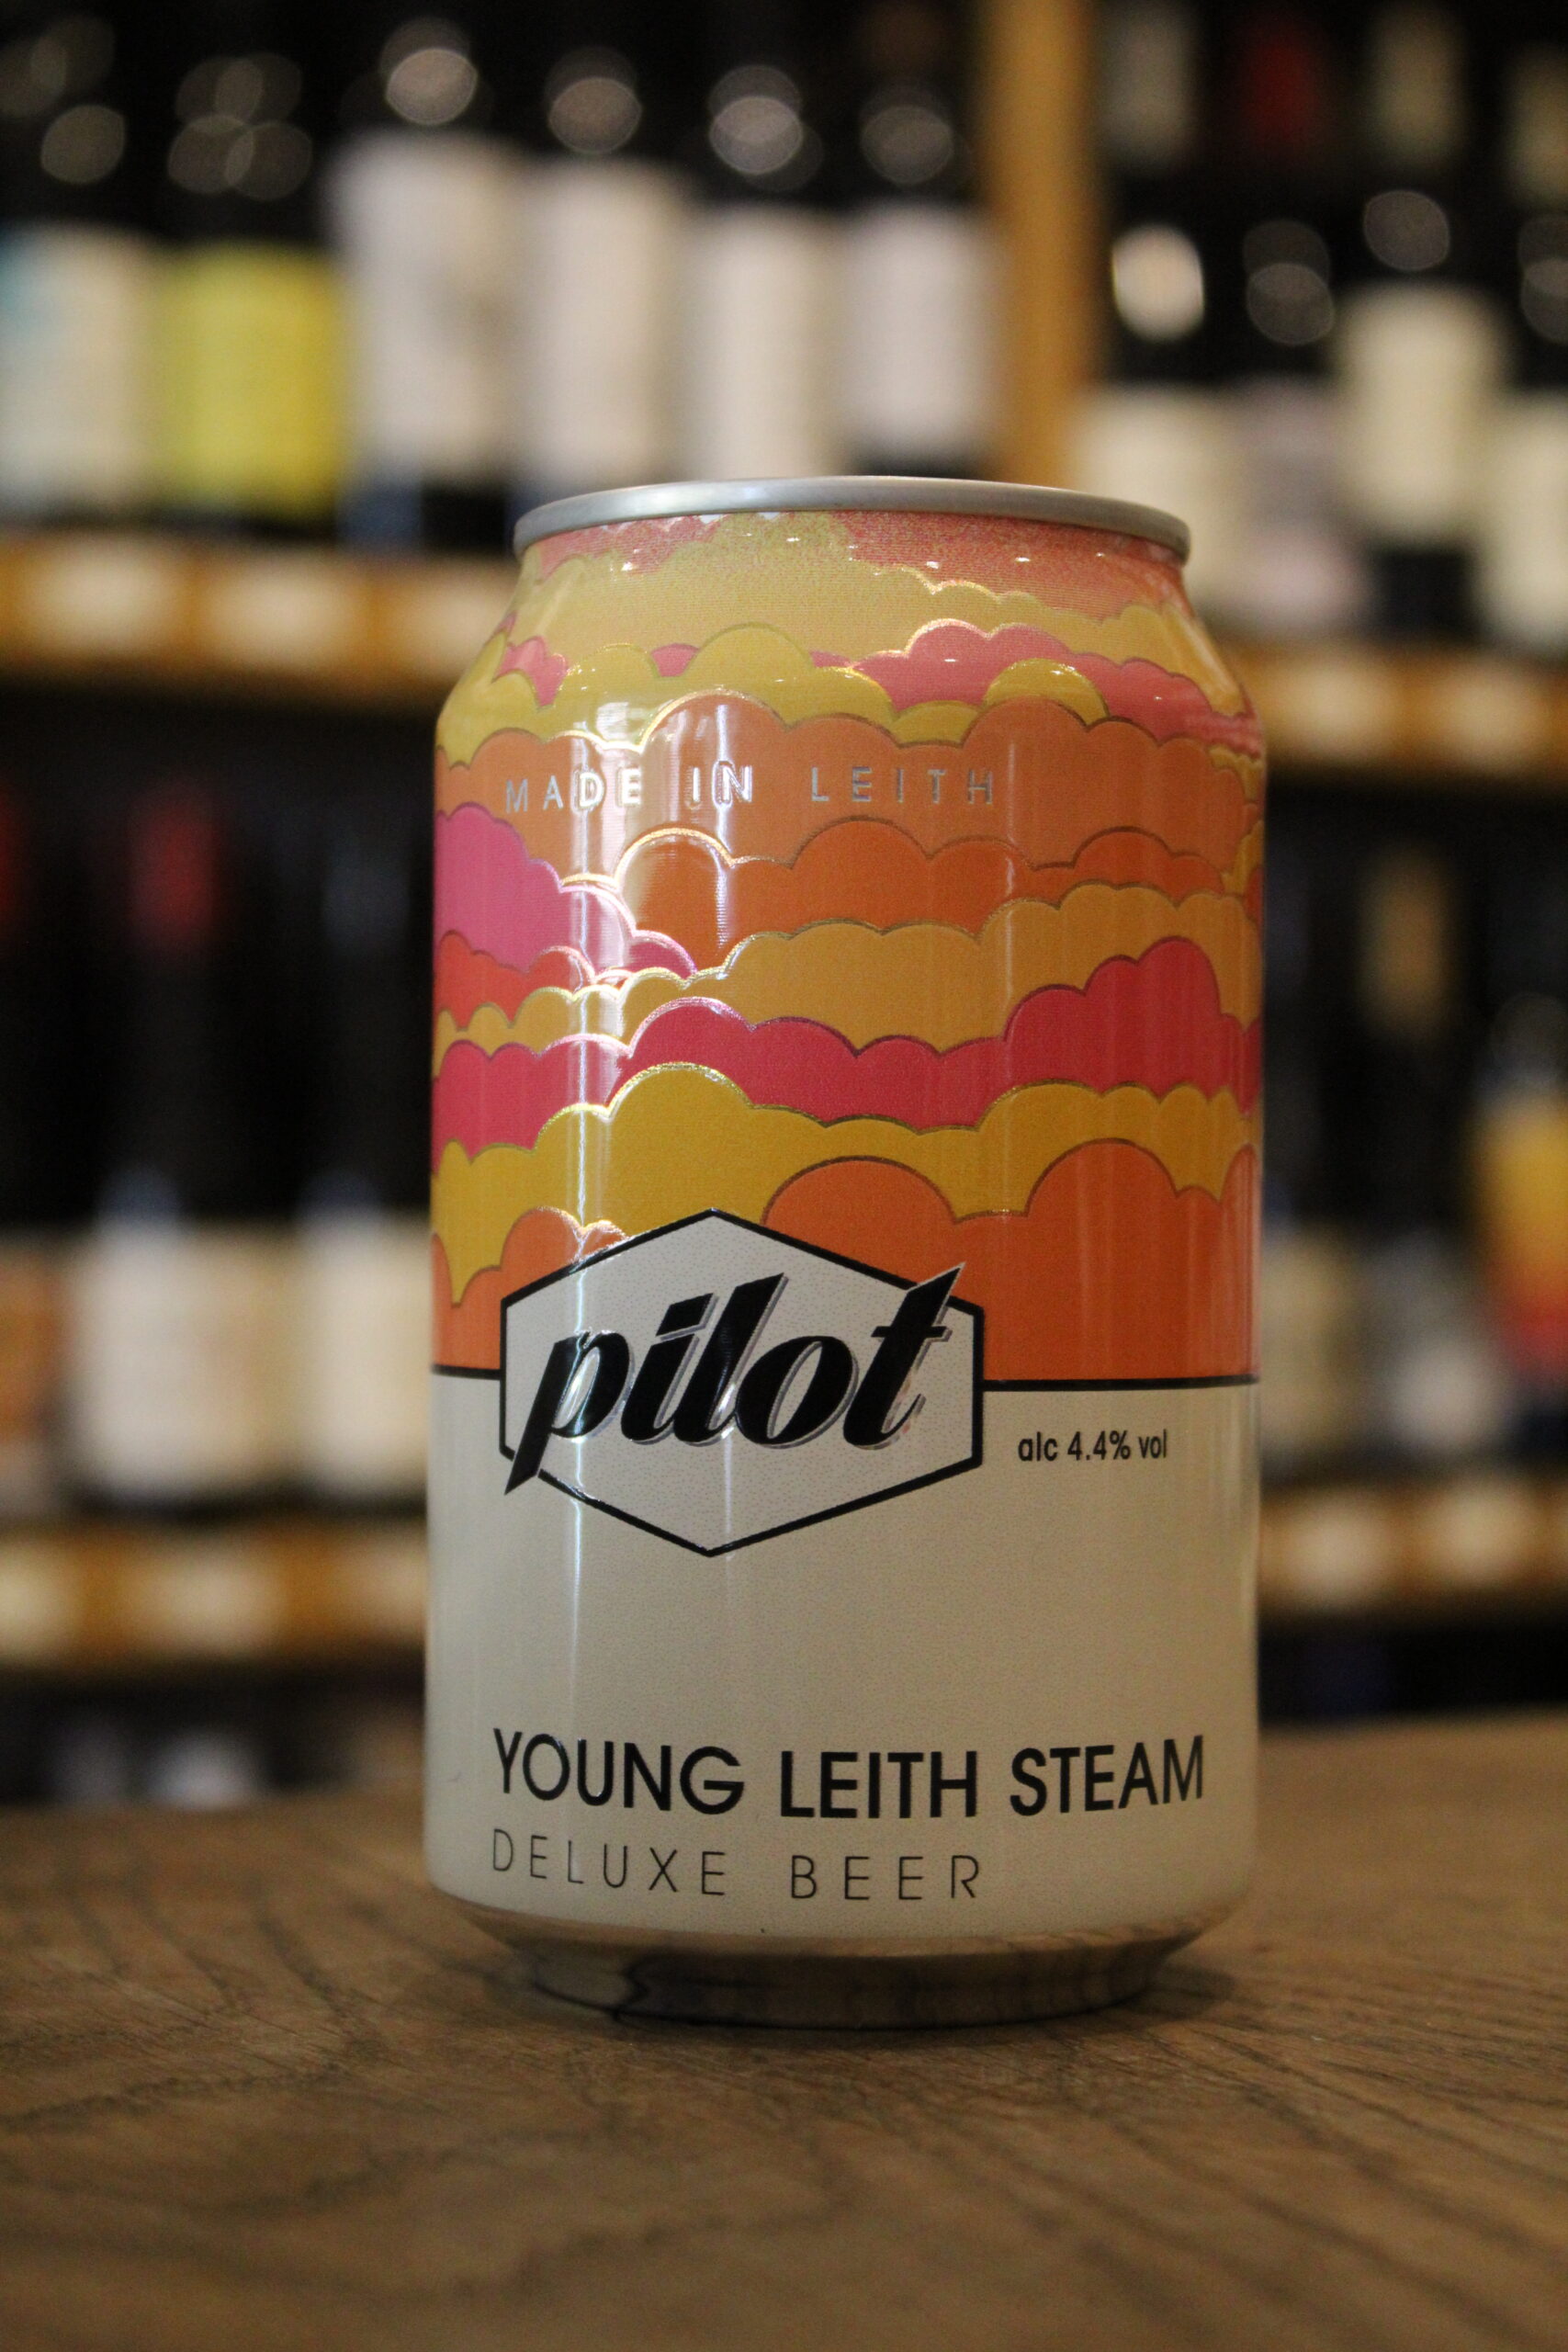 MADE IN LEITH
pilot
alc 4.4% vol
YOUNG LEITH STEAM
DELUXE BEER